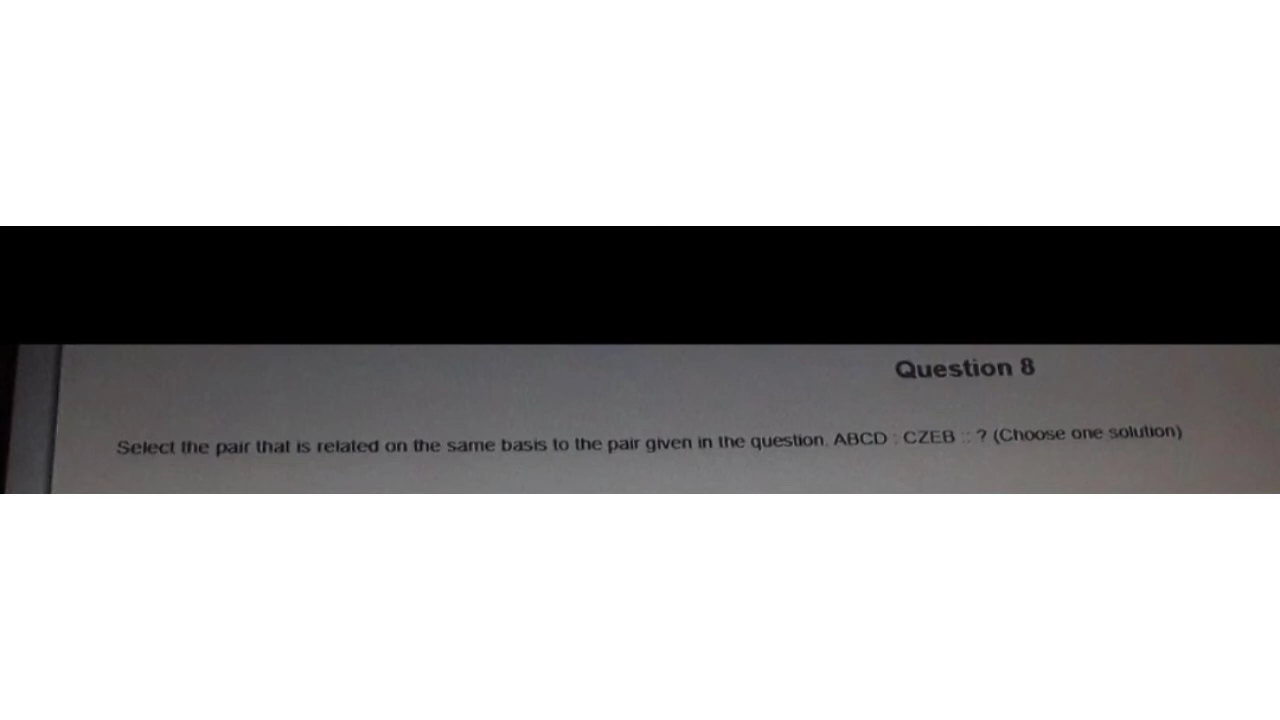 Question 8
Select the pair that is related on the same basis to the pair given in the question. ABCD : CZEB :: ? (Choose one solution)